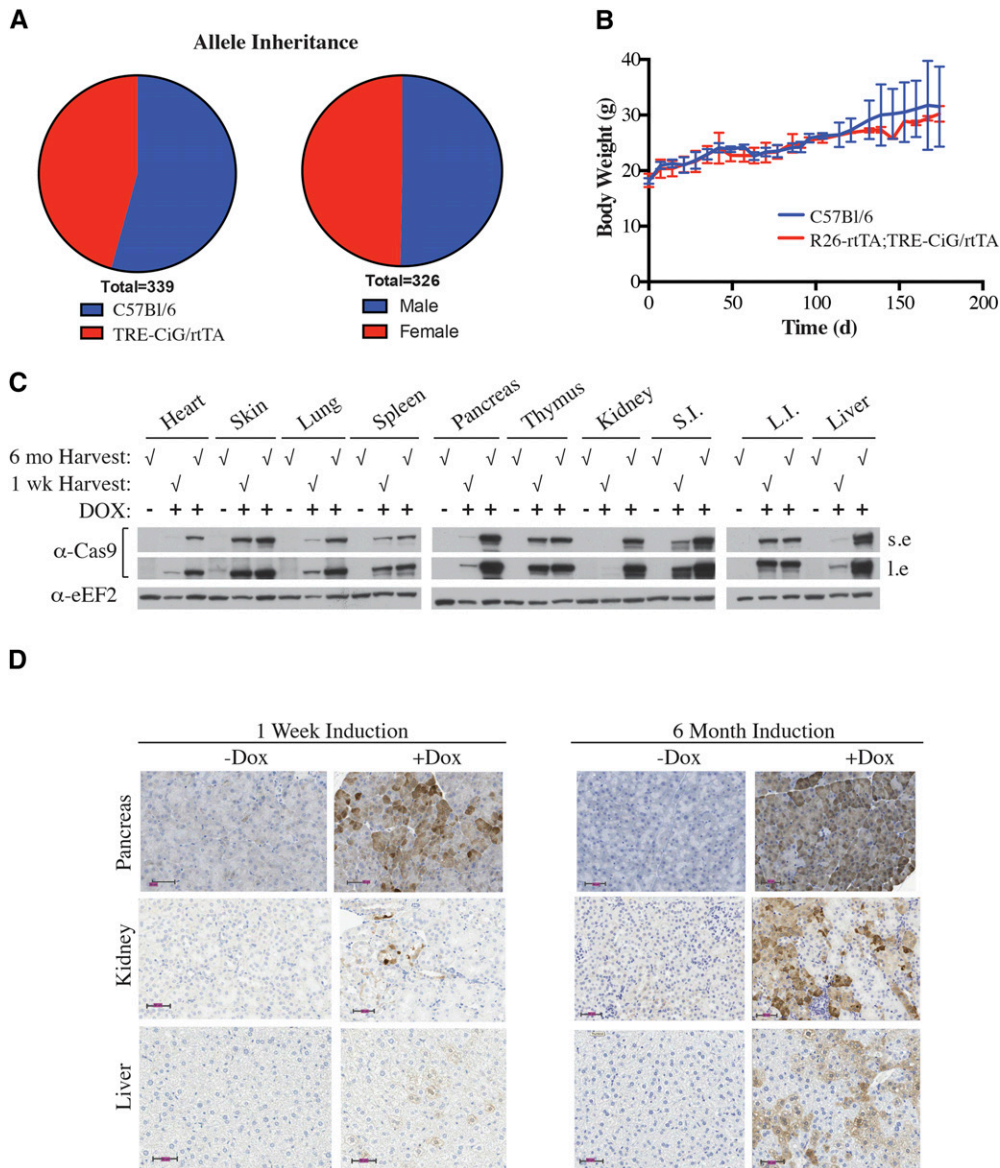 A
Allele Inheritance
Total=339
C57Bl/6
TRE-CiG/rtTA
Total=326
Male
Female
B
Body Weight (g)
40
30
20
10
0
0 50 100 150 200
Time (d)
C57Bl/6
R26-rtTA;TRE-CiG/rtTA
C
Heart Skin Lung Spleen Pancreas Thymus Kidney S.I. L.I. Liver
6 mo Harvest: √ √ √ √ √ √ √ √ √ √ √ √ √ √ √ √ √ √ √ √
1 wk Harvest: √ √ √ √ √ √ √ √ √ √
DOX: - + + - + + - + + - + + - + + - + + - + + - + + - + + - + +
α-Cas9
s.e
l.e
α-eEF2
D
1 Week Induction 6 Month Induction
-Dox +Dox -Dox +Dox
Pancreas
Kidney
Liver